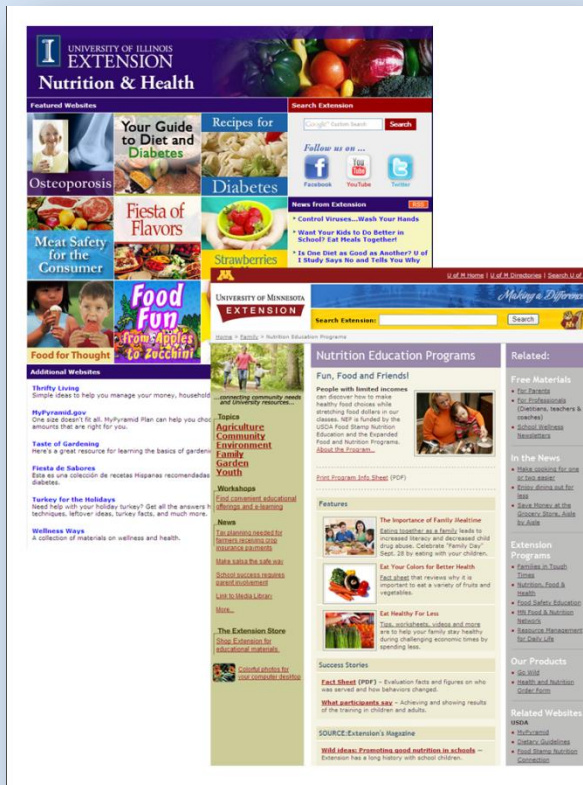 UNIVERSITY OF ILLINOIS
EXTENSION
Nutrition & Health
Featured Websites
Osteoporosis
Your Guide
to Diet and
Diabetes
Recipes for
Diabetes
Meat Safety
for the
Consumer
Fiesta of
Flavors
Strawberries
Food for Thought
Food
Fun
from Apples
to Zucchini
Search Extension
Google Custom Search
Search
Follow us on ...
Facebook
You
Tube
YouTube
Twitter
News from Extension
RSS
Control Viruses...Wash Your Hands
Want Your Kids to Do Better in
School? Eat Meals Together!
Is One Diet as Good as Another? U of
I Study Says No and Tells You Why
Additional Websites
Thrifty Living
Simple ideas to help you manage your money, household
MyPyramid.gov
One size doesn't fit all. MyPyramid Plan can help you choo
amounts that are right for you.
Taste of Gardening
Here's a great resource for learning the basics of gardenin
Fiesta de Sabores
Esta es una colección de recetas Hispanas recomendadas
diabetes.
Turkey for the Holidays
Need help with your holiday turkey? Get all the answers h
techniques, leftover ideas, turkey facts, and much more.
Wellness Ways
A collection of materials on wellness and health.
M
U of M Home | U of M Directories | Search U of
UNIVERSITY OF MINNESOTA
EXTENSION
Making a Difference
Search Extension:
Search
Home > Family > Nutrition Education Programs
...connecting community needs
and University resources...
Topics
Agriculture
Community
Environment
Family
Garden
Youth
Workshops
Find convenient educational
offerings and e-learning
News
Tax planning needed for
farmers receiving crop
insurance payments
Make salsa the safe way
School success requires
parent involvement
Link to Media Library
More...
The Extension Store
Shop Extension for
educational materials.
Colorful photos for
your computer desktop
Nutrition Education Programs
Fun, Food and Friends!
People with limited incomes
can discover how to make
healthy food choices while
stretching food dollars in our
classes. NEP is funded by the
USDA Food Stamp Nutrition
Education and the Expanded
Food and Nutrition Programs.
About the Program...
Print Program Info Sheet (PDF)
Features
The Importance of Family Mealtime
Eating together as a family leads to
increased literacy and decreased child
drug abuse. Celebrate "Family Day"
Sept. 28 by eating with your children.
Eat Your Colors for Better Health
Fact sheet that reviews why it is
important to eat a variety of fruits and
vegetables.
Eat Healthy For Less
Tips, worksheets, videos and more
are to help your family stay healthy
during challenging economic times by
spending less.
Success Stories
Fact Sheet (PDF) – Evaluation facts and figures on who
was served and how behaviors changed.
What participants say – Achieving and showing results
of the training in children and adults.
SOURCE:Extension's Magazine
Wild ideas: Promoting good nutrition in schools —
Extension has a long history with school children.
Related:
Free Materials
For Parents
For Professionals
(Dietitians, teachers &
coaches)
School Wellness
Newsletters
In the News
Make cooking for one
or two easier
Enjoy dining out for
less
Save Money at the
Grocery Store, Aisle
by Aisle
Extension
Programs
Families in Tough
Times
Nutrition, Food &
Health
Food Safety Education
MN Food & Nutrition
Network
Resource Management
for Daily Life
Our Products
Go Wild
Health and Nutrition
Order Form
Related Websites
USDA
MyPyramid
Dietary Guidelines
Food Stamp Nutrition
Connection